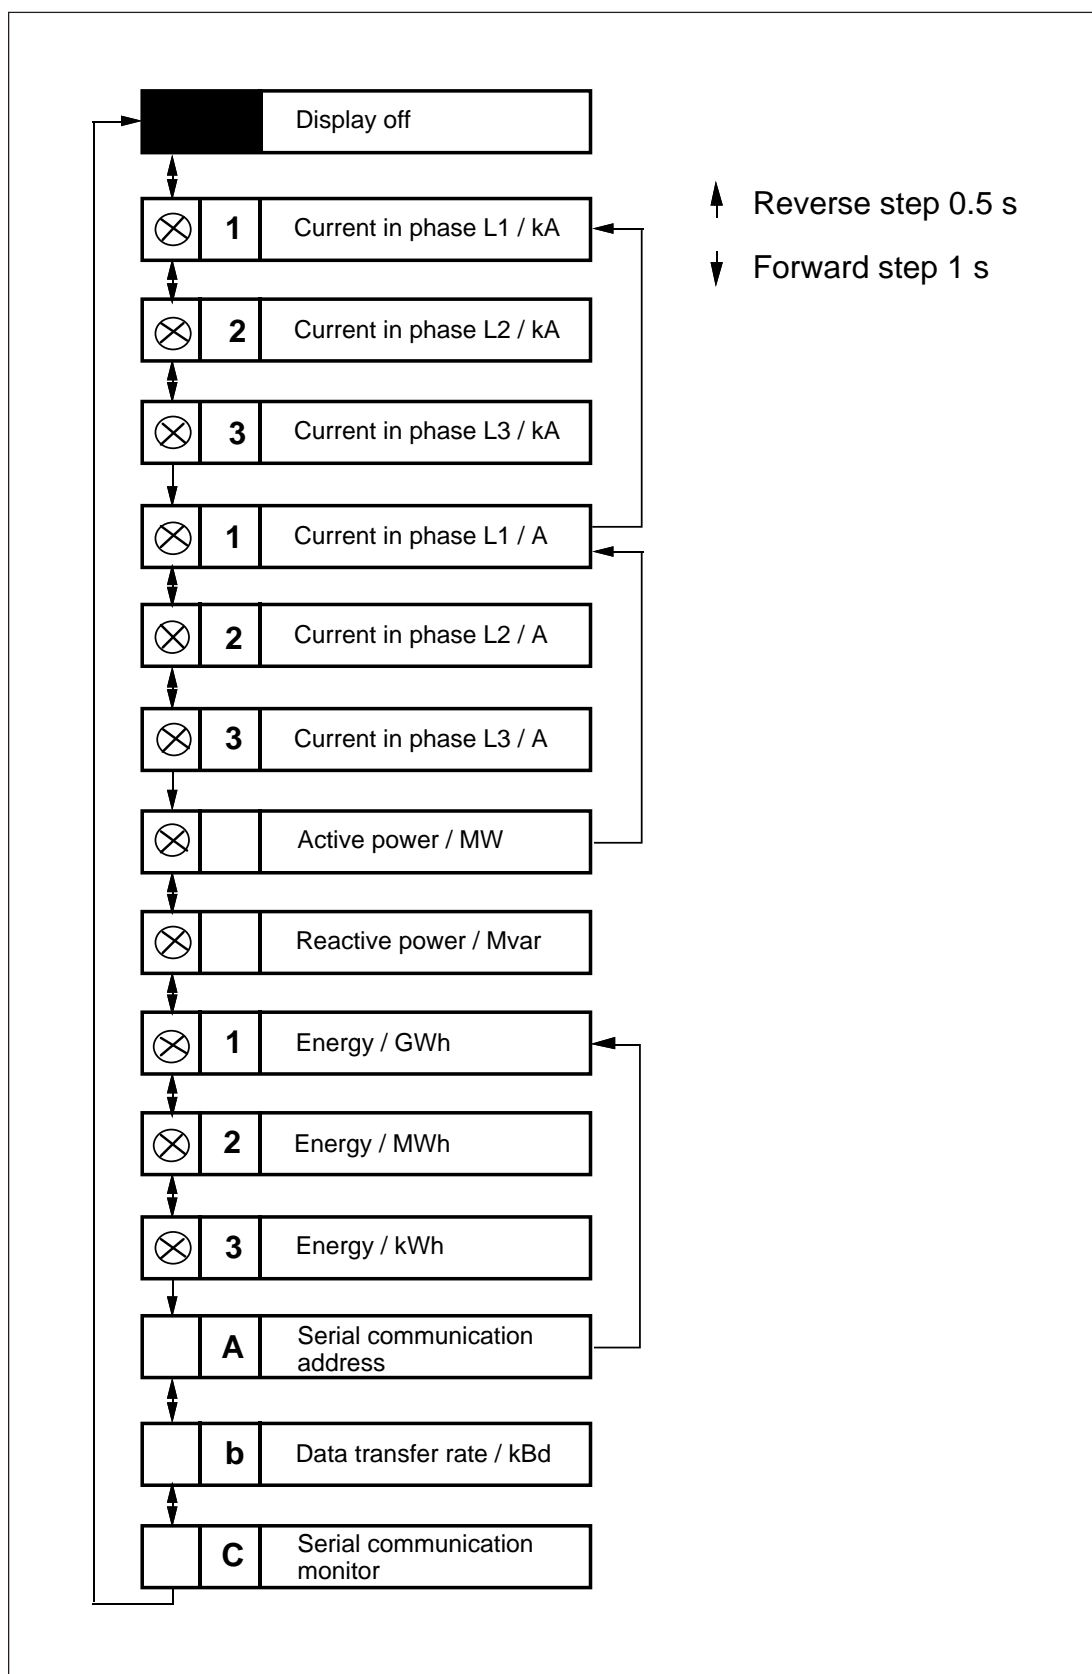 Display off
Reverse step 0.5 s
1 Current in phase L1 / kA
Forward step 1 s
2 Current in phase L2 / kA
3 Current in phase L3 / kA
1 Current in phase L1 / A
2 Current in phase L2 / A
3 Current in phase L3 / A
Active power / MW
Reactive power / Mvar
1 Energy / GWh
2 Energy / MWh
3 Energy / kWh
A Serial communication
address
b Data transfer rate / kBd
C Serial communication
monitor